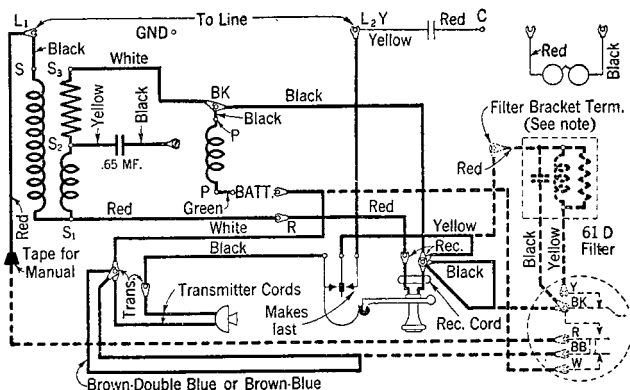 L1
To Line
L2 Y
Red
C
GND
Yellow
Black
Red
Black
S
S3
White
BK
Black
Filter Bracket Term.
(See note)
Yellow
Black
Black
P
S2
.65 MF.
Red
P
BATT.
Green
61 D
Filter
Red
S1
Red
White
R
Red
Yellow
Black
Yellow
Tape for
Manual
Black
Rec.
Black
Y
Trans.
BK
Transmitter Cords
Makes
last
Rec. Cord
R
BB
W
Brown-Double Blue or Brown-Blue